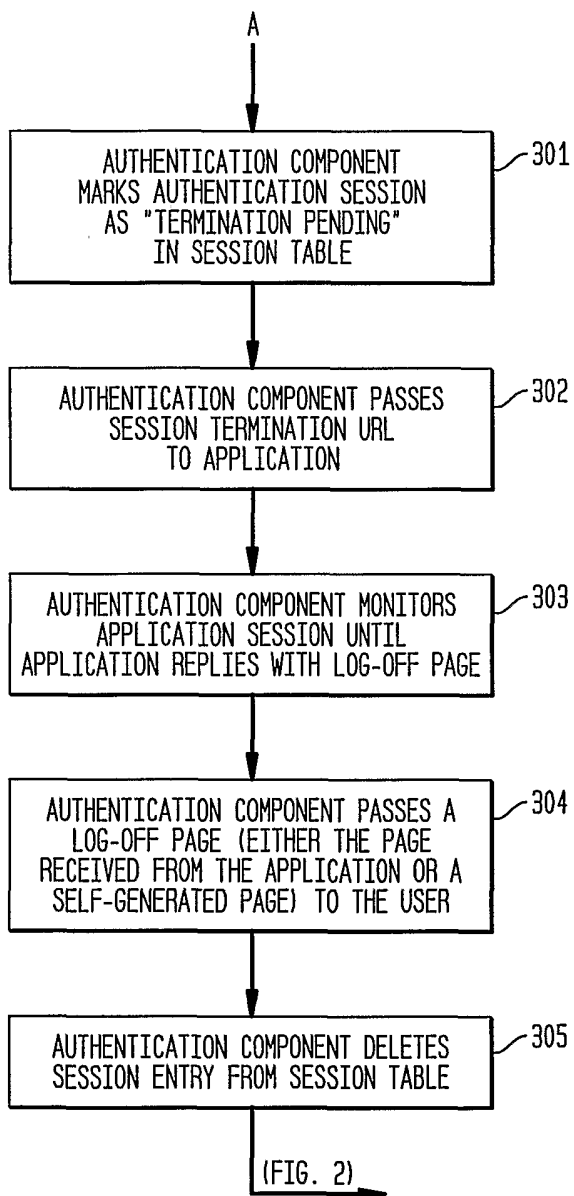 A
AUTHENTICATION COMPONENT
MARKS AUTHENTICATION SESSION
AS "TERMINATION PENDING"
IN SESSION TABLE
301
AUTHENTICATION COMPONENT PASSES
SESSION TERMINATION URL
TO APPLICATION
302
AUTHENTICATION COMPONENT MONITORS
APPLICATION SESSION UNTIL
APPLICATION REPLIES WITH LOG-OFF PAGE
303
AUTHENTICATION COMPONENT PASSES A
LOG-OFF PAGE (EITHER THE PAGE
RECEIVED FROM THE APPLICATION OR A
SELF-GENERATED PAGE) TO THE USER
304
AUTHENTICATION COMPONENT DELETES
SESSION ENTRY FROM SESSION TABLE
305
(FIG. 2)